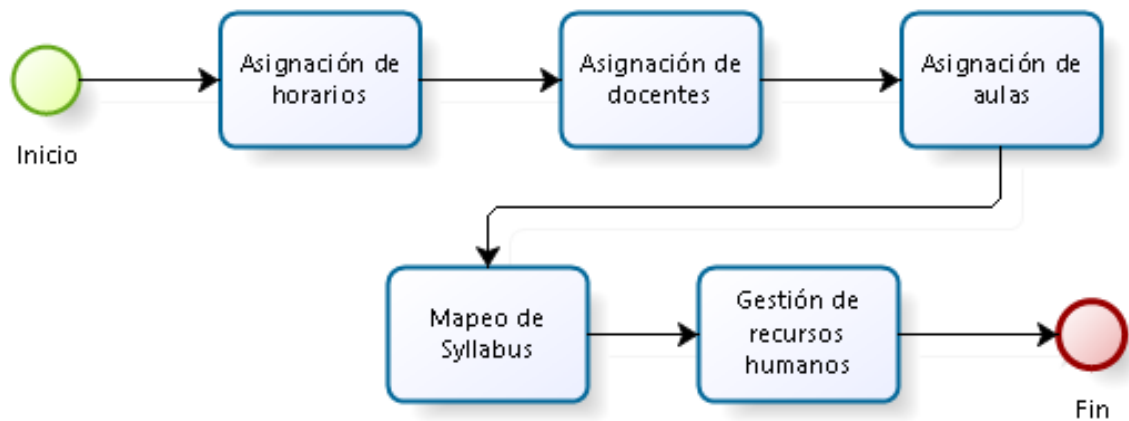 Asignación de
horarios
Asignación de
docentes
Asignación de
aulas
Inicio
Mapeo de
Syllabus
Gestión de
recursos
humanos
Fin